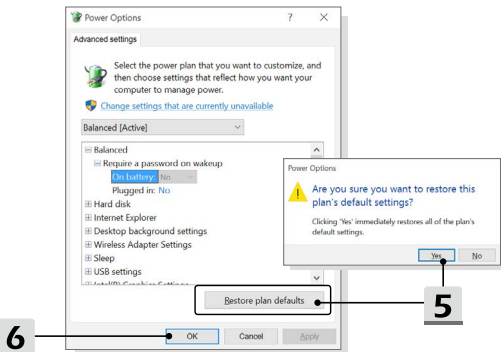 Power Options
Advanced settings
Select the power plan that you want to customize, and
then choose settings that reflect how you want your
computer to manage power.
Change settings that are currently unavailable
Balanced [Active]
Balanced
Require a password on wakeup
On battery: No
Plugged in: No
Hard disk
Internet Explorer
Desktop background settings
Wireless Adapter Settings
Sleep
USB settings
Intel(R) Graphics Settings
Restore plan defaults
OK Cancel Apply
Power Options
Are you sure you want to restore this
plan's default settings?
Clicking 'Yes' immediately restores all of the plan's
default settings.
Yes No
5
6